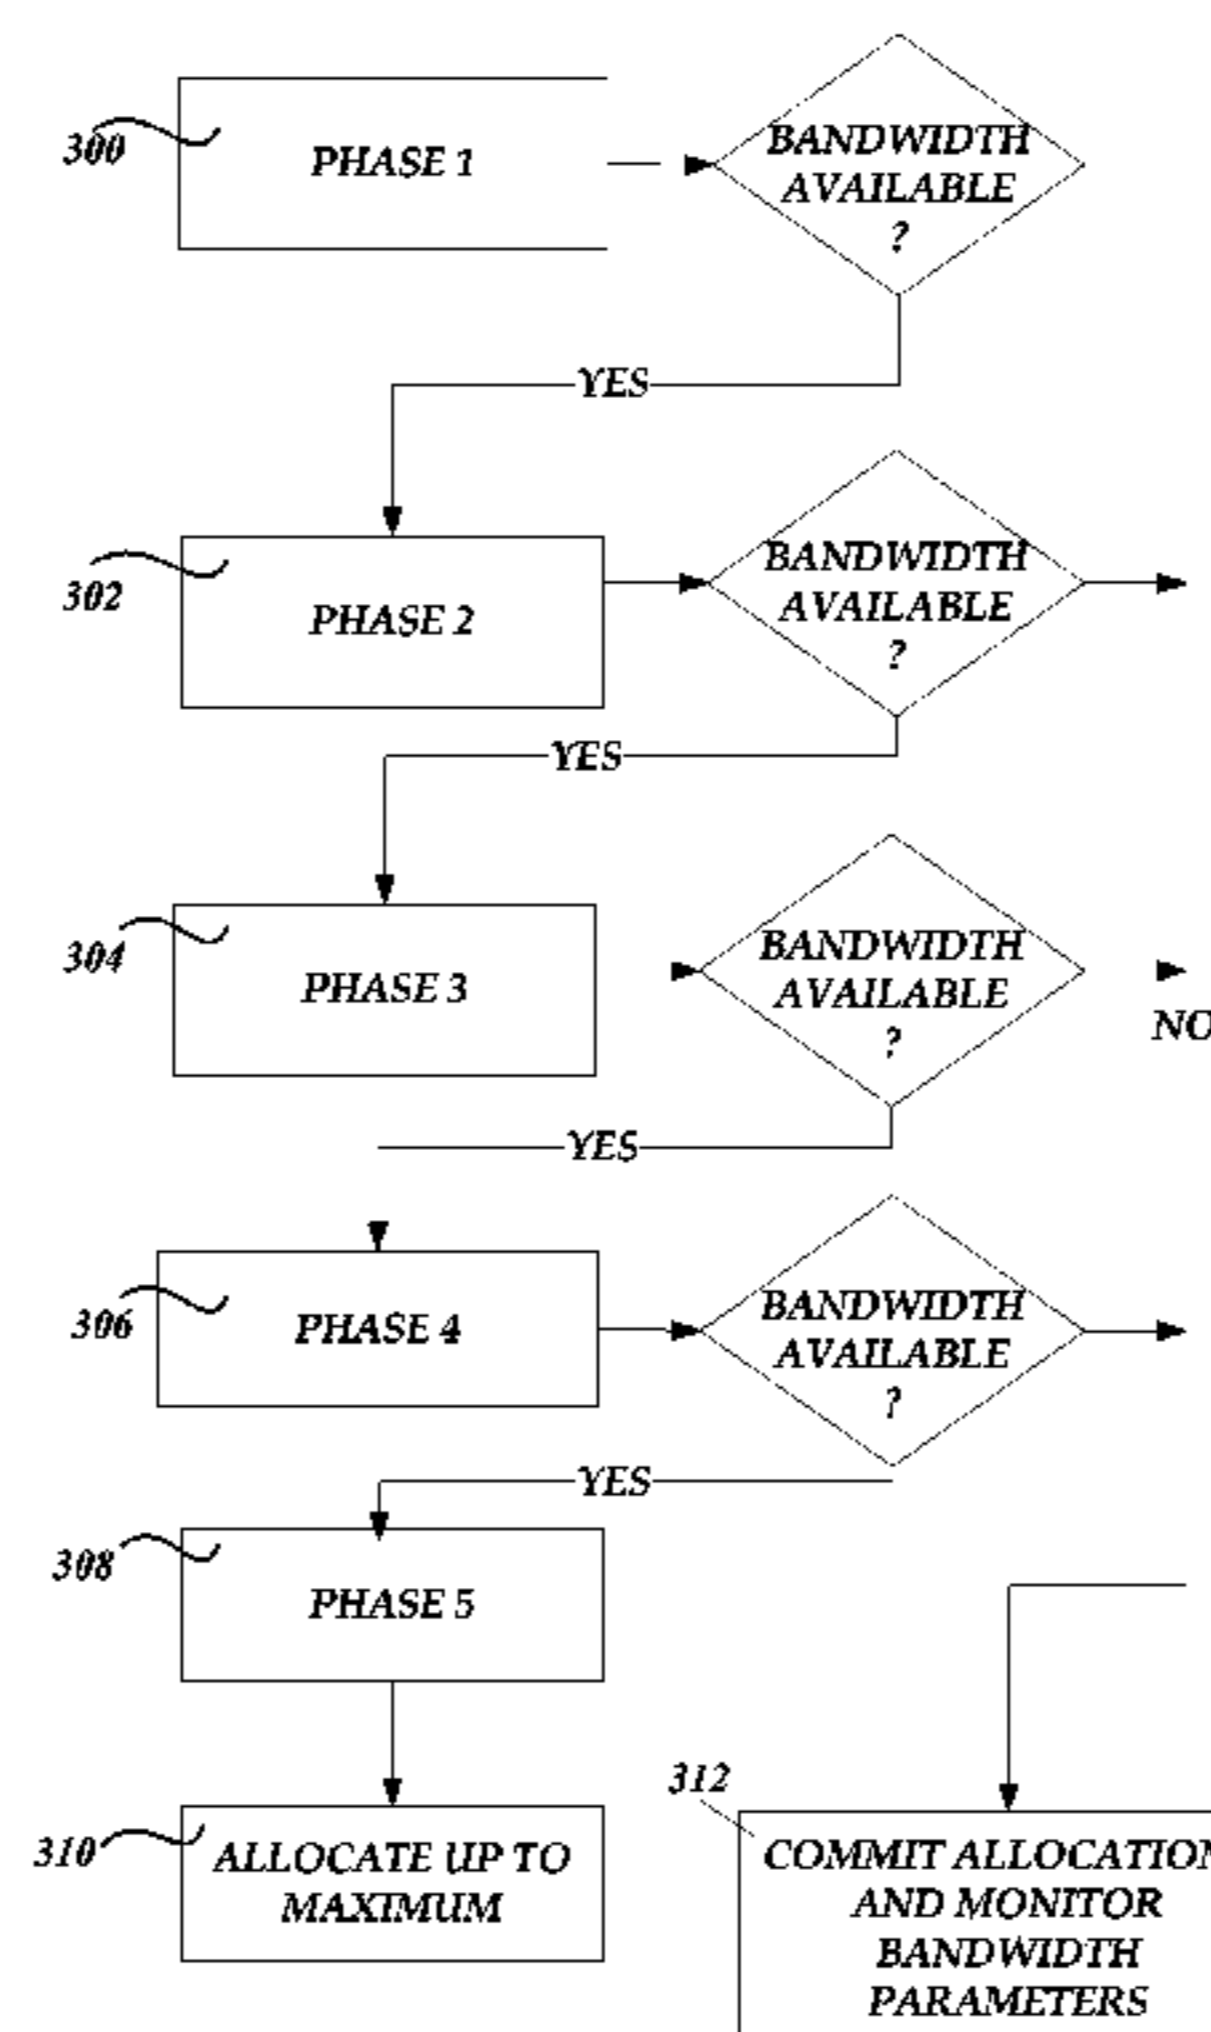 300
PHASE 1
BANDWIDTH
AVAILABLE
?
YES
302
PHASE 2
BANDWIDTH
AVAILABLE
?
YES
304
PHASE 3
BANDWIDTH
AVAILABLE
?
NO
YES
306
PHASE 4
BANDWIDTH
AVAILABLE
?
YES
308
PHASE 5
310
ALLOCATE UP TO
MAXIMUM
312
COMMIT ALLOCATION
AND MONITOR
BANDWIDTH
PARAMETERS